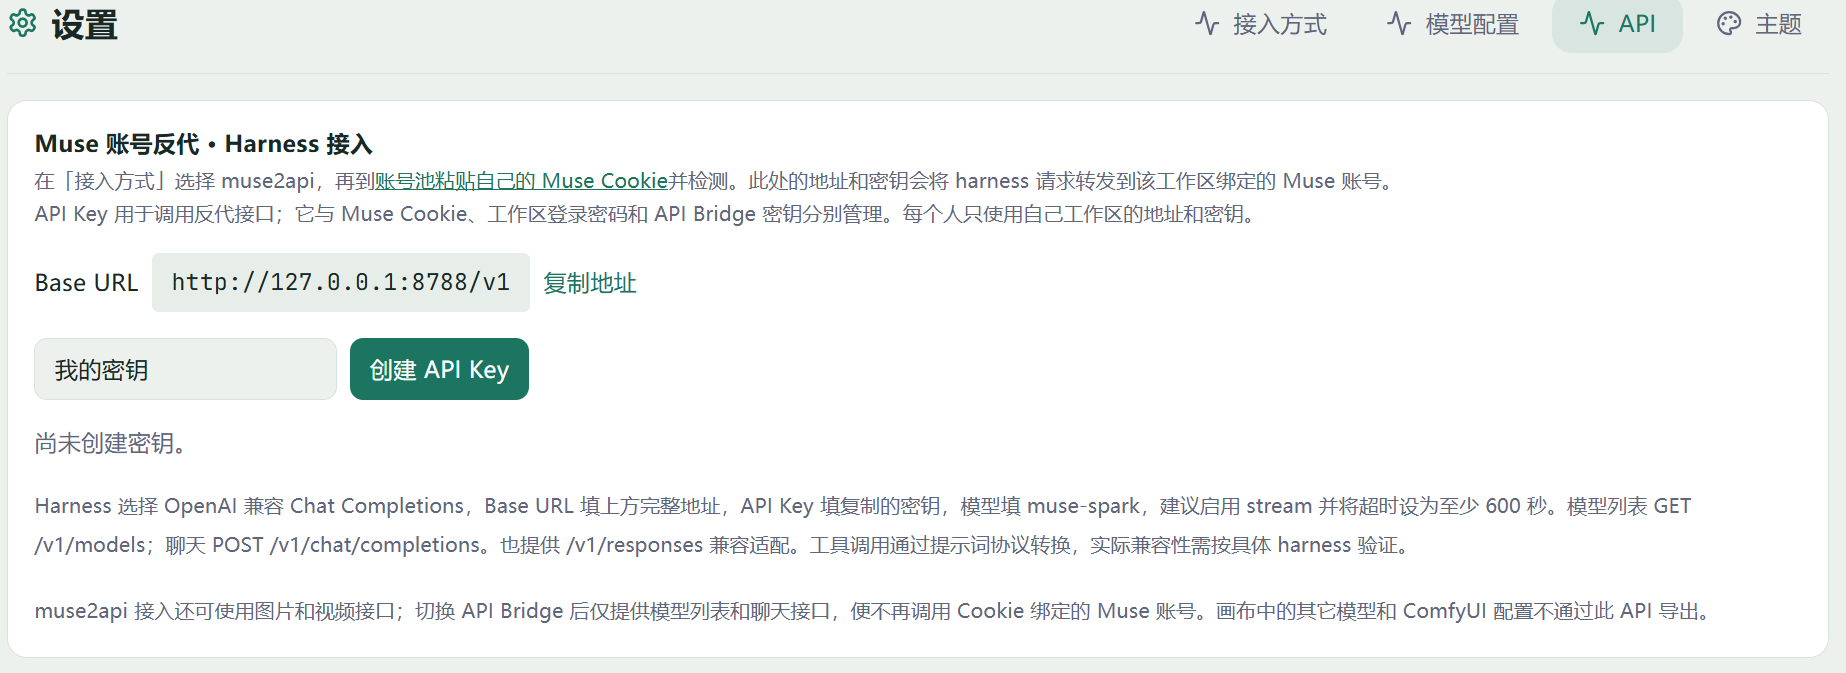 设置
接入方式
模型配置
API
主题
Muse 账号反代 • Harness 接入
在「接入方式」选择 muse2api，再到账号池粘贴自己的 Muse Cookie并检测。此处的地址和密钥会将 harness 请求转发到该工作区绑定的 Muse 账号。
API Key 用于调用反代接口；它与 Muse Cookie、工作区登录密码和 API Bridge 密钥分别管理。每个人只使用自己工作区的地址和密钥。
Base URL http://127.0.0.1:8788/v1 复制地址
我的密钥 创建 API Key
尚未创建密钥。
Harness 选择 OpenAI 兼容 Chat Completions，Base URL 填上方完整地址，API Key 填复制的密钥，模型填 muse-spark，建议启用 stream 并将超时设为至少 600 秒。模型列表 GET
/v1/models；聊天 POST /v1/chat/completions。也提供 /v1/responses 兼容适配。工具调用通过提示词协议转换，实际兼容性需按具体 harness 验证。
muse2api 接入还可使用图片和视频接口；切换 API Bridge 后仅提供模型列表和聊天接口，便不再调用 Cookie 绑定的 Muse 账号。画布中的其它模型和 ComfyUI 配置不通过此 API 导出。